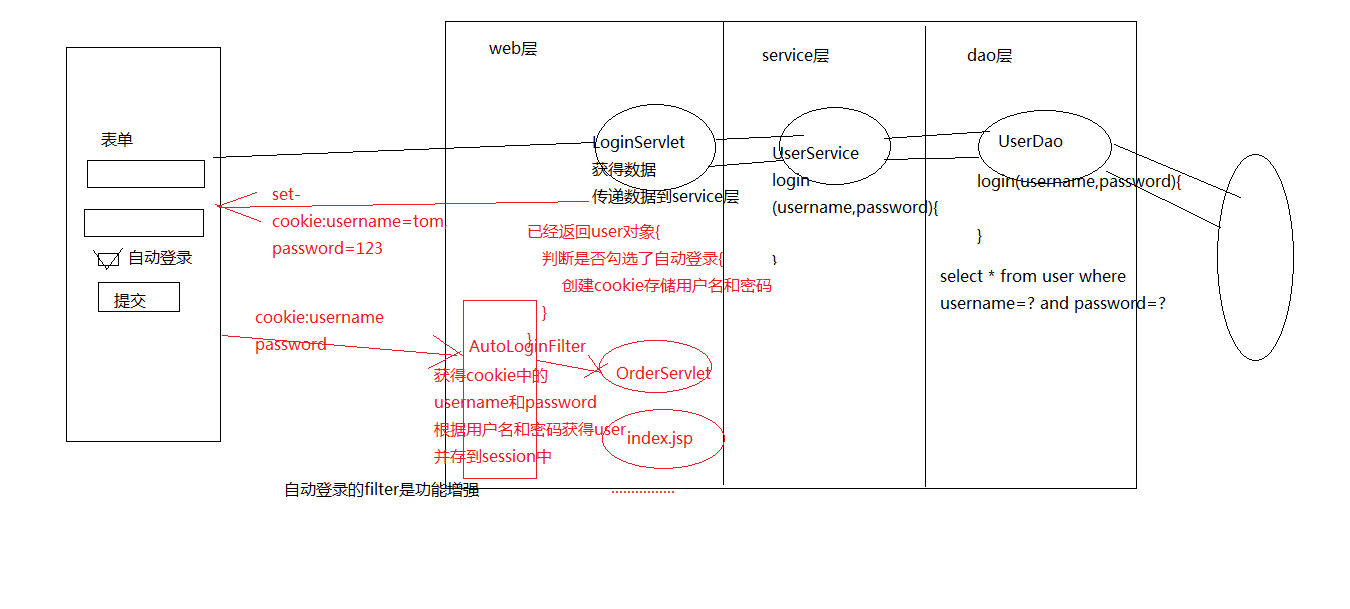 web层
service层
dao层
表单
自动登录
提交
LoginServlet
获得数据
传递数据到service层
UserService
login
(username,password){
}
UserDao
login(username,password){
}
select * from user where
username=? and password=?
set-
cookie:username=tom
password=123
已经返回user对象{
判断是否勾选了自动登录{
创建cookie存储用户名和密码
}
}
cookie:username
password
AutoLoginFilter
获得cookie中的
username和password
根据用户名和密码获得user
并存到session中
OrderServlet
index.jsp
自动登录的filter是功能增强